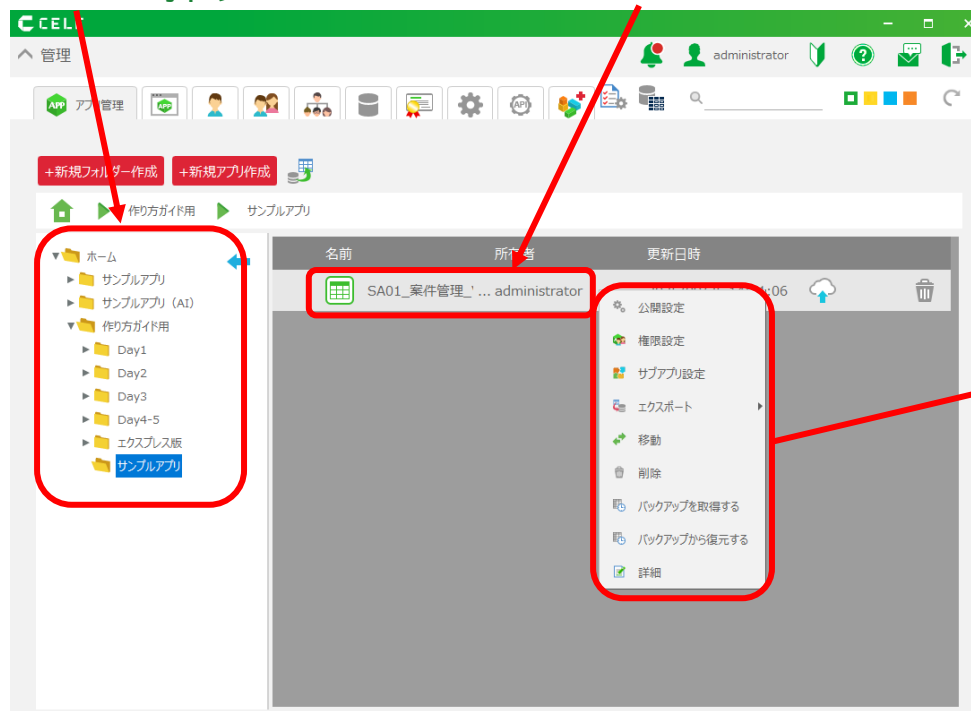 CELF
管理
administrator
APP アプリ管理 APP API
+新規フォルダー作成 +新規アプリ作成
作り方ガイド用 サンプルアプリ
ホーム
サンプルアプリ
サンプルアプリ（AI）
作り方ガイド用
Day1
Day2
Day3
Day4-5
エクスプレス版
サンプルアプリ
名前 所有者 更新日時
SA01_案件管理_'... administrator :06
公開設定
権限設定
サブアプリ設定
エクスポート
移動
削除
バックアップを取得する
バックアップから復元する
詳細